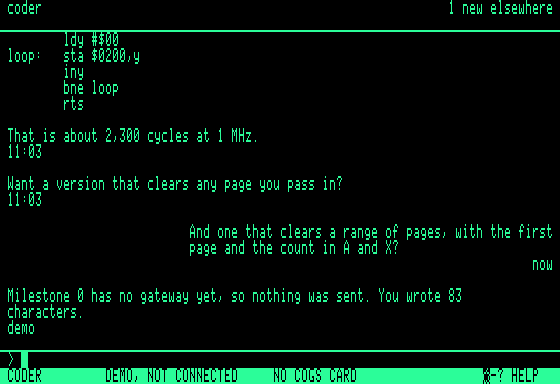 coder 1 new elsewhere
ldy #$00
loop: sta $0200,y
iny
bne loop
rts
That is about 2,300 cycles at 1 MHz.
11:03
Want a version that clears any page you pass in?
11:03
And one that clears a range of pages, with the first
page and the count in A and X?
now
Milestone 0 has no gateway yet, so nothing was sent. You wrote 83
characters.
demo
>
CODER DEMO, NOT CONNECTED NO COGS CARD -? HELP